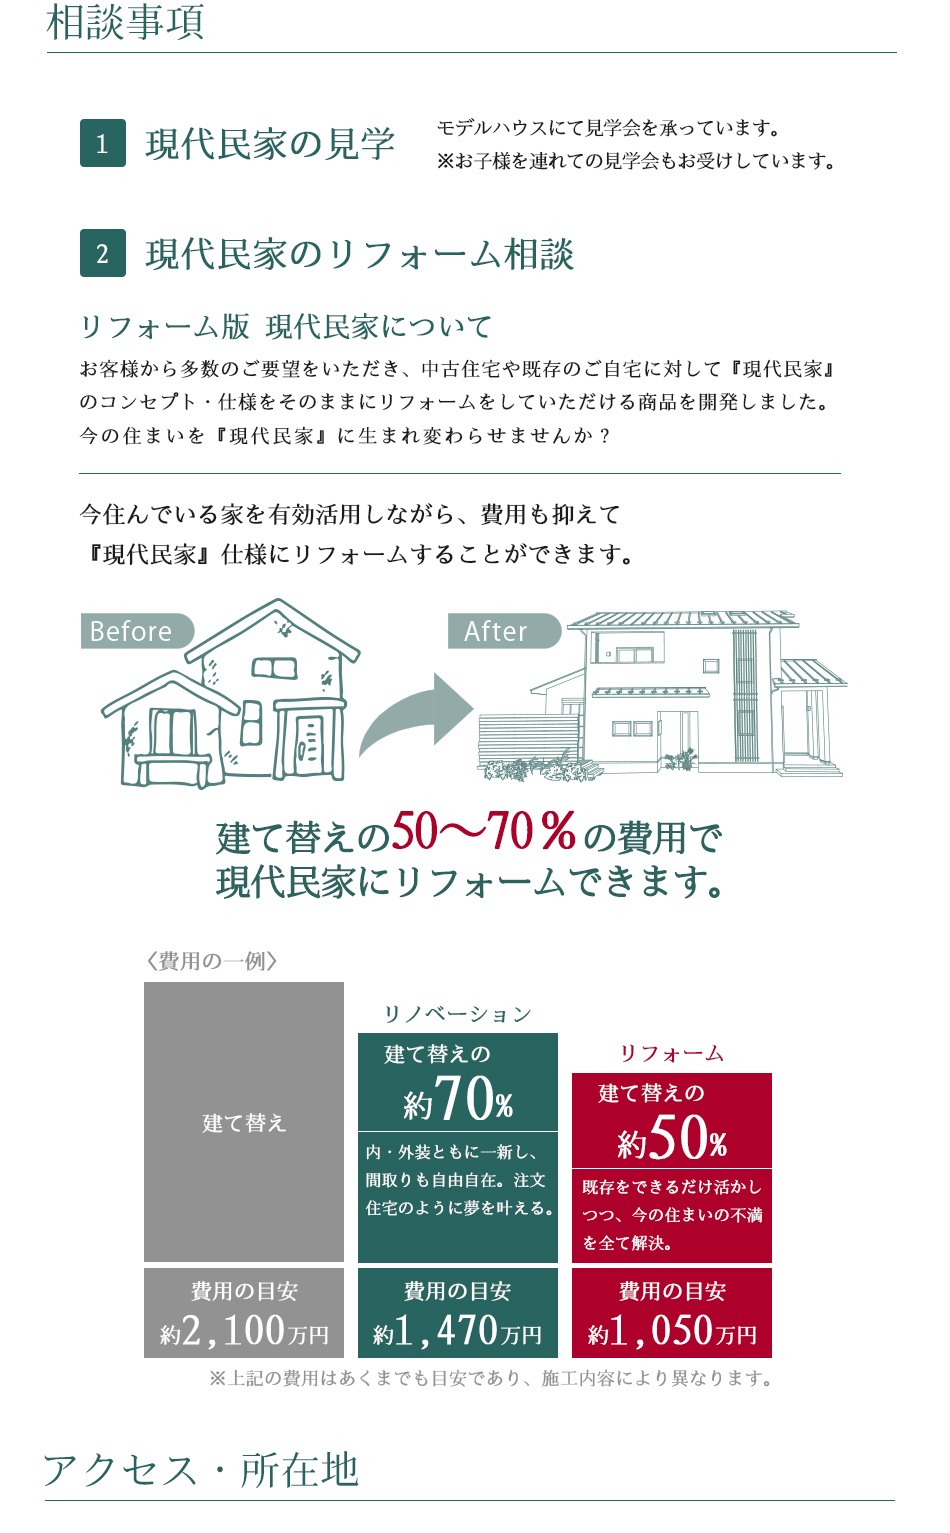 相談事項
1 現代民家の見学
モデルハウスにて見学会を承っています。
※お子様を連れての見学会もお受けしています。
2 現代民家のリフォーム相談
リフォーム版 現代民家について
お客様から多数のご要望をいただき、中古住宅や既存のご自宅に対して『現代民家』
のコンセプト・仕様をそのままにリフォームをしていただける商品を開発しました。
今の住まいを『現代民家』に生まれ変わらせませんか？
今住んでいる家を有効活用しながら、費用も抑えて
『現代民家』仕様にリフォームすることができます。
Before
After
建て替えの50〜70％の費用で
現代民家にリフォームできます。
〈費用の一例〉
建て替え
費用の目安
約2,100万円
リノベーション
建て替えの
約70%
内・外装ともに一新し、
間取りも自由自在。注文
住宅のように夢を叶える。
費用の目安
約1,470万円
リフォーム
建て替えの
約50%
既存をできるだけ活かし
つつ、今の住まいの不満
を全て解決。
費用の目安
約1,050万円
※上記の費用はあくまでも目安であり、施工内容により異なります。
アクセス・所在地